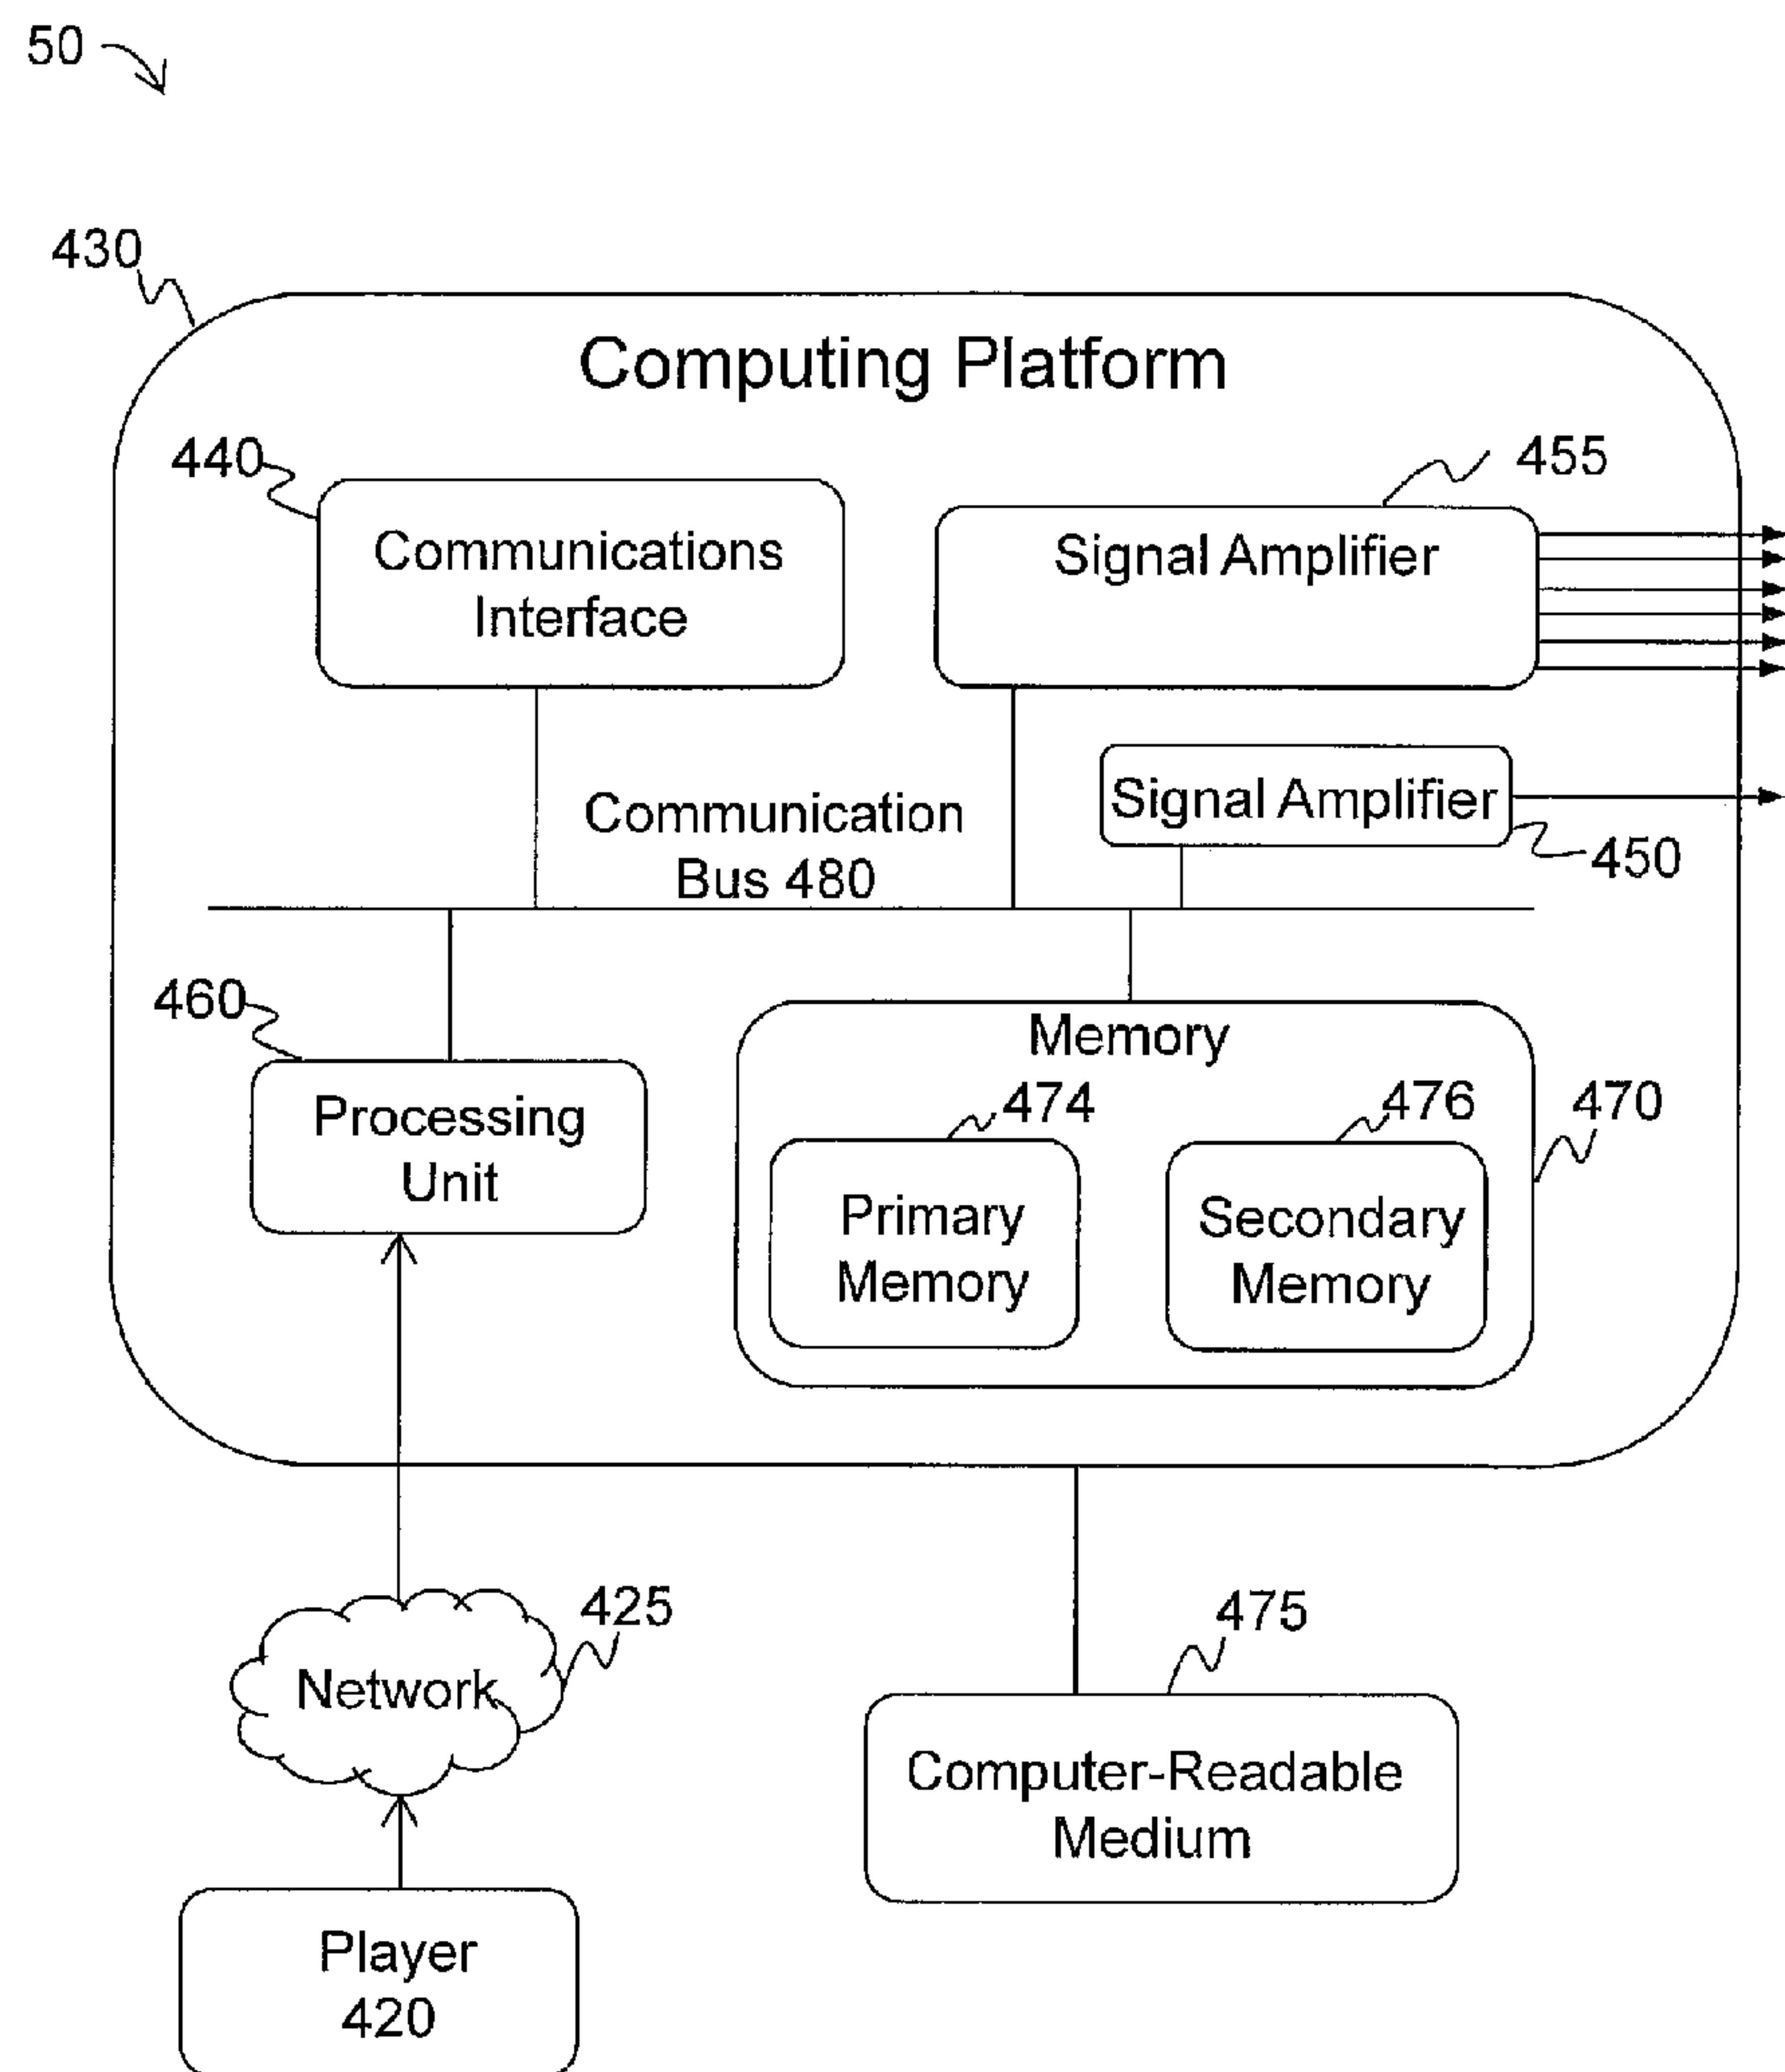 50
430
Computing Platform
440
455
Communications
Interface
Signal Amplifier
Signal Amplifier
450
Communication
Bus 480
460
Processing
Unit
Memory
474
476
470
Primary
Memory
Secondary
Memory
425
Network
475
Computer-Readable
Medium
Player
420